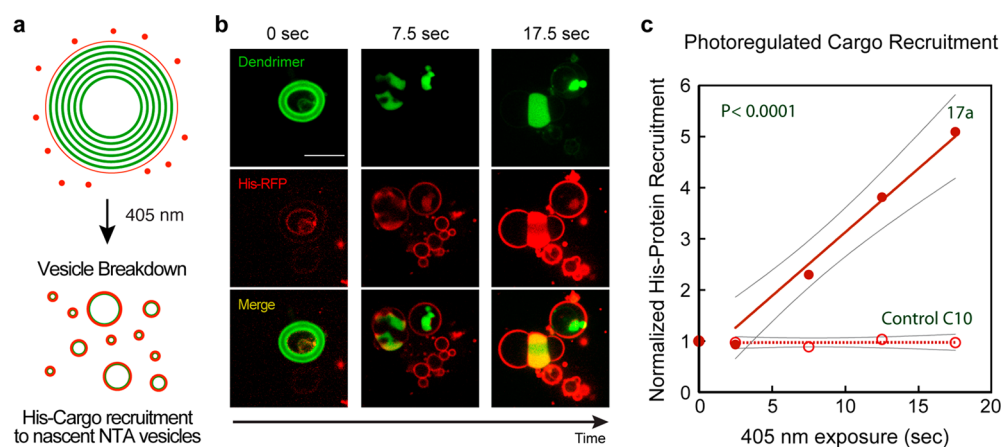 a
405 nm
Vesicle Breakdown
His-Cargo recruitment
to nascent NTA vesicles
b
0 sec
7.5 sec
17.5 sec
Dendrimer
His-RFP
Merge
Time
c
Photoregulated Cargo Recruitment
Normalized His-Protein Recruitment
6
5
4
3
2
1
0
P< 0.0001
17a
Control C10
0
5
10
15
20
405 nm exposure (sec)